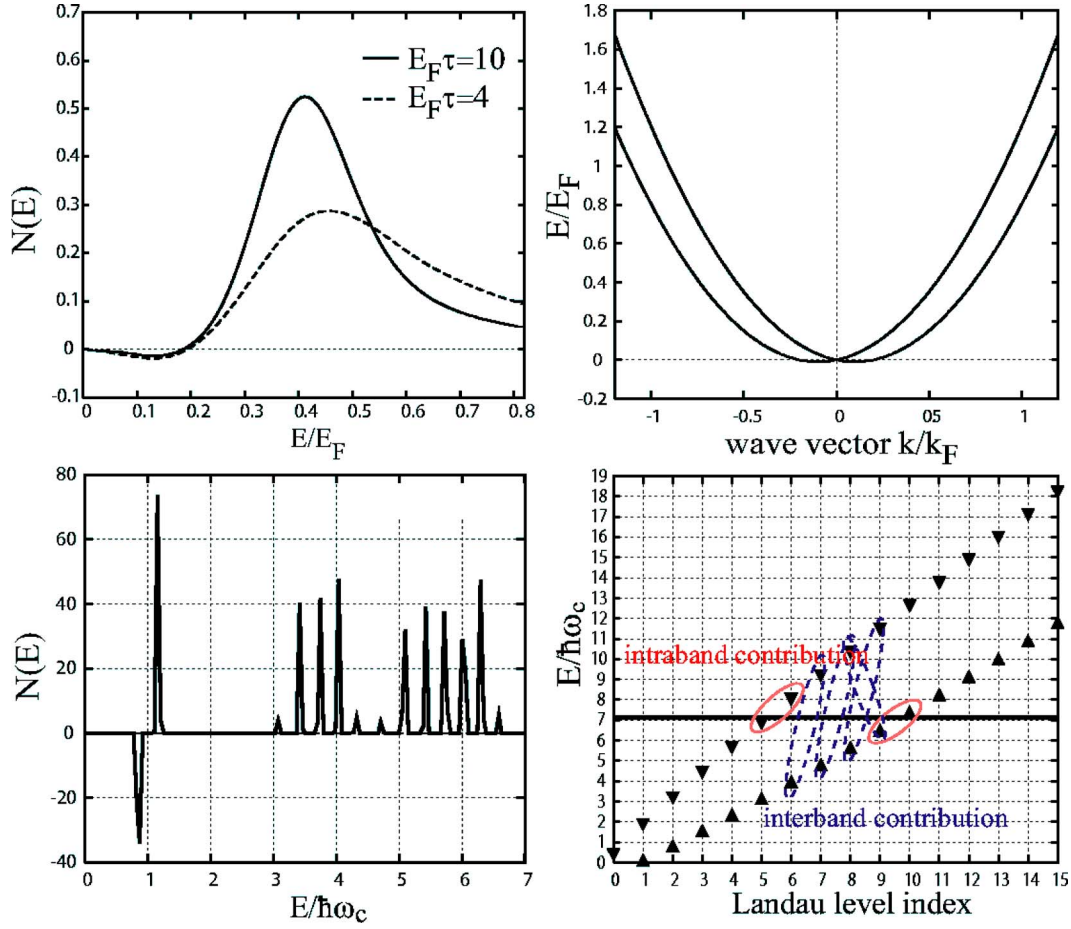 0.7
0.6
0.5
0.4
0.3
0.2
0.1
0
-0.1
N(E)
E_Fτ=10
E_Fτ=4
0 0.1 0.2 0.3 0.4 0.5 0.6 0.7 0.8
E/E_F
1.8
1.6
1.4
1.2
1
0.8
0.6
0.4
0.2
0
-0.2
E/E_F
-1 -0.5 0 05 1
wave vector k/k_F
80
60
40
20
0
-20
-40
N(E)
0 1 2 3 4 5 6 7
E/ħω_c
19
18
17
16
15
14
13
12
11
10
9
8
7
6
5
4
3
2
1
0
E/ħω_c
intraband contribution
interband contribution
0 1 2 3 4 5 6 7 8 9 10 11 12 13 14 15
Landau level index